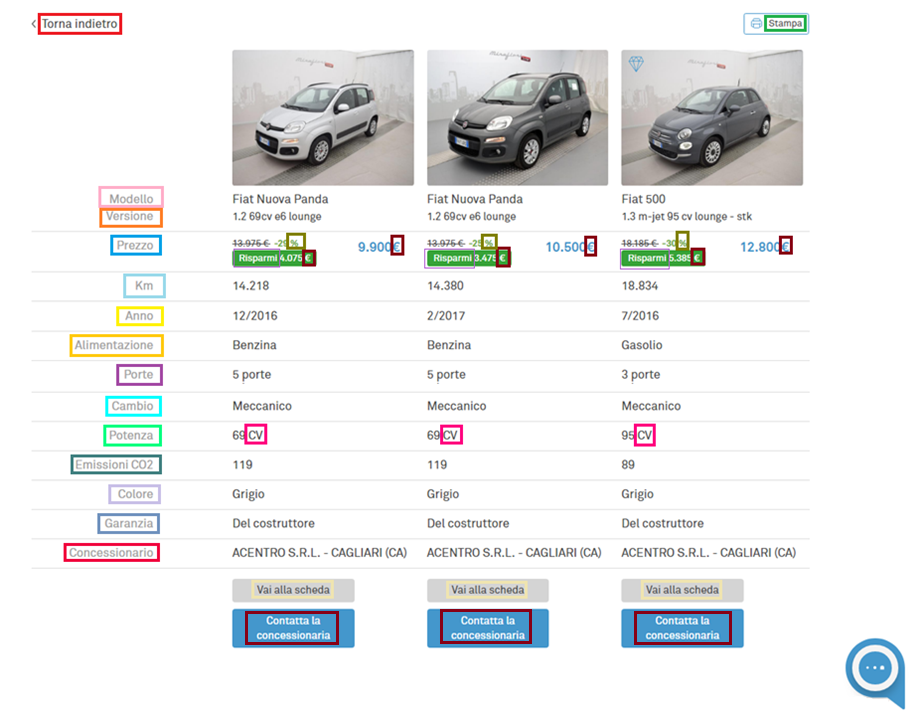 Torna indietro
Stampa
Modello
Fiat Nuova Panda
Fiat Nuova Panda
Fiat 500
Versione
1.2 69cv e6 lounge
1.2 69cv e6 lounge
1.3 m-jet 95 cv lounge - stk
Prezzo
13.975 € -29 %
Risparmi 4.075 €
9.900€
13.975 € -25 %
Risparmi 3.475 €
10.500€
18.185 € -30 %
Risparmi 5.385 €
12.800€
Km
14.218
14.380
18.834
Anno
12/2016
2/2017
7/2016
Alimentazione
Benzina
Benzina
Gasolio
Porte
5 porte
5 porte
3 porte
Cambio
Meccanico
Meccanico
Meccanico
Potenza
69 CV
69 CV
95 CV
Emissioni CO2
119
119
89
Colore
Grigio
Grigio
Grigio
Garanzia
Del costruttore
Del costruttore
Del costruttore
Concessionario
ACENTRO S.R.L. - CAGLIARI (CA)
ACENTRO S.R.L. - CAGLIARI (CA)
ACENTRO S.R.L. - CAGLIARI (CA)
Vai alla scheda
Vai alla scheda
Vai alla scheda
Contatta la
concessionaria
Contatta la
concessionaria
Contatta la
concessionaria